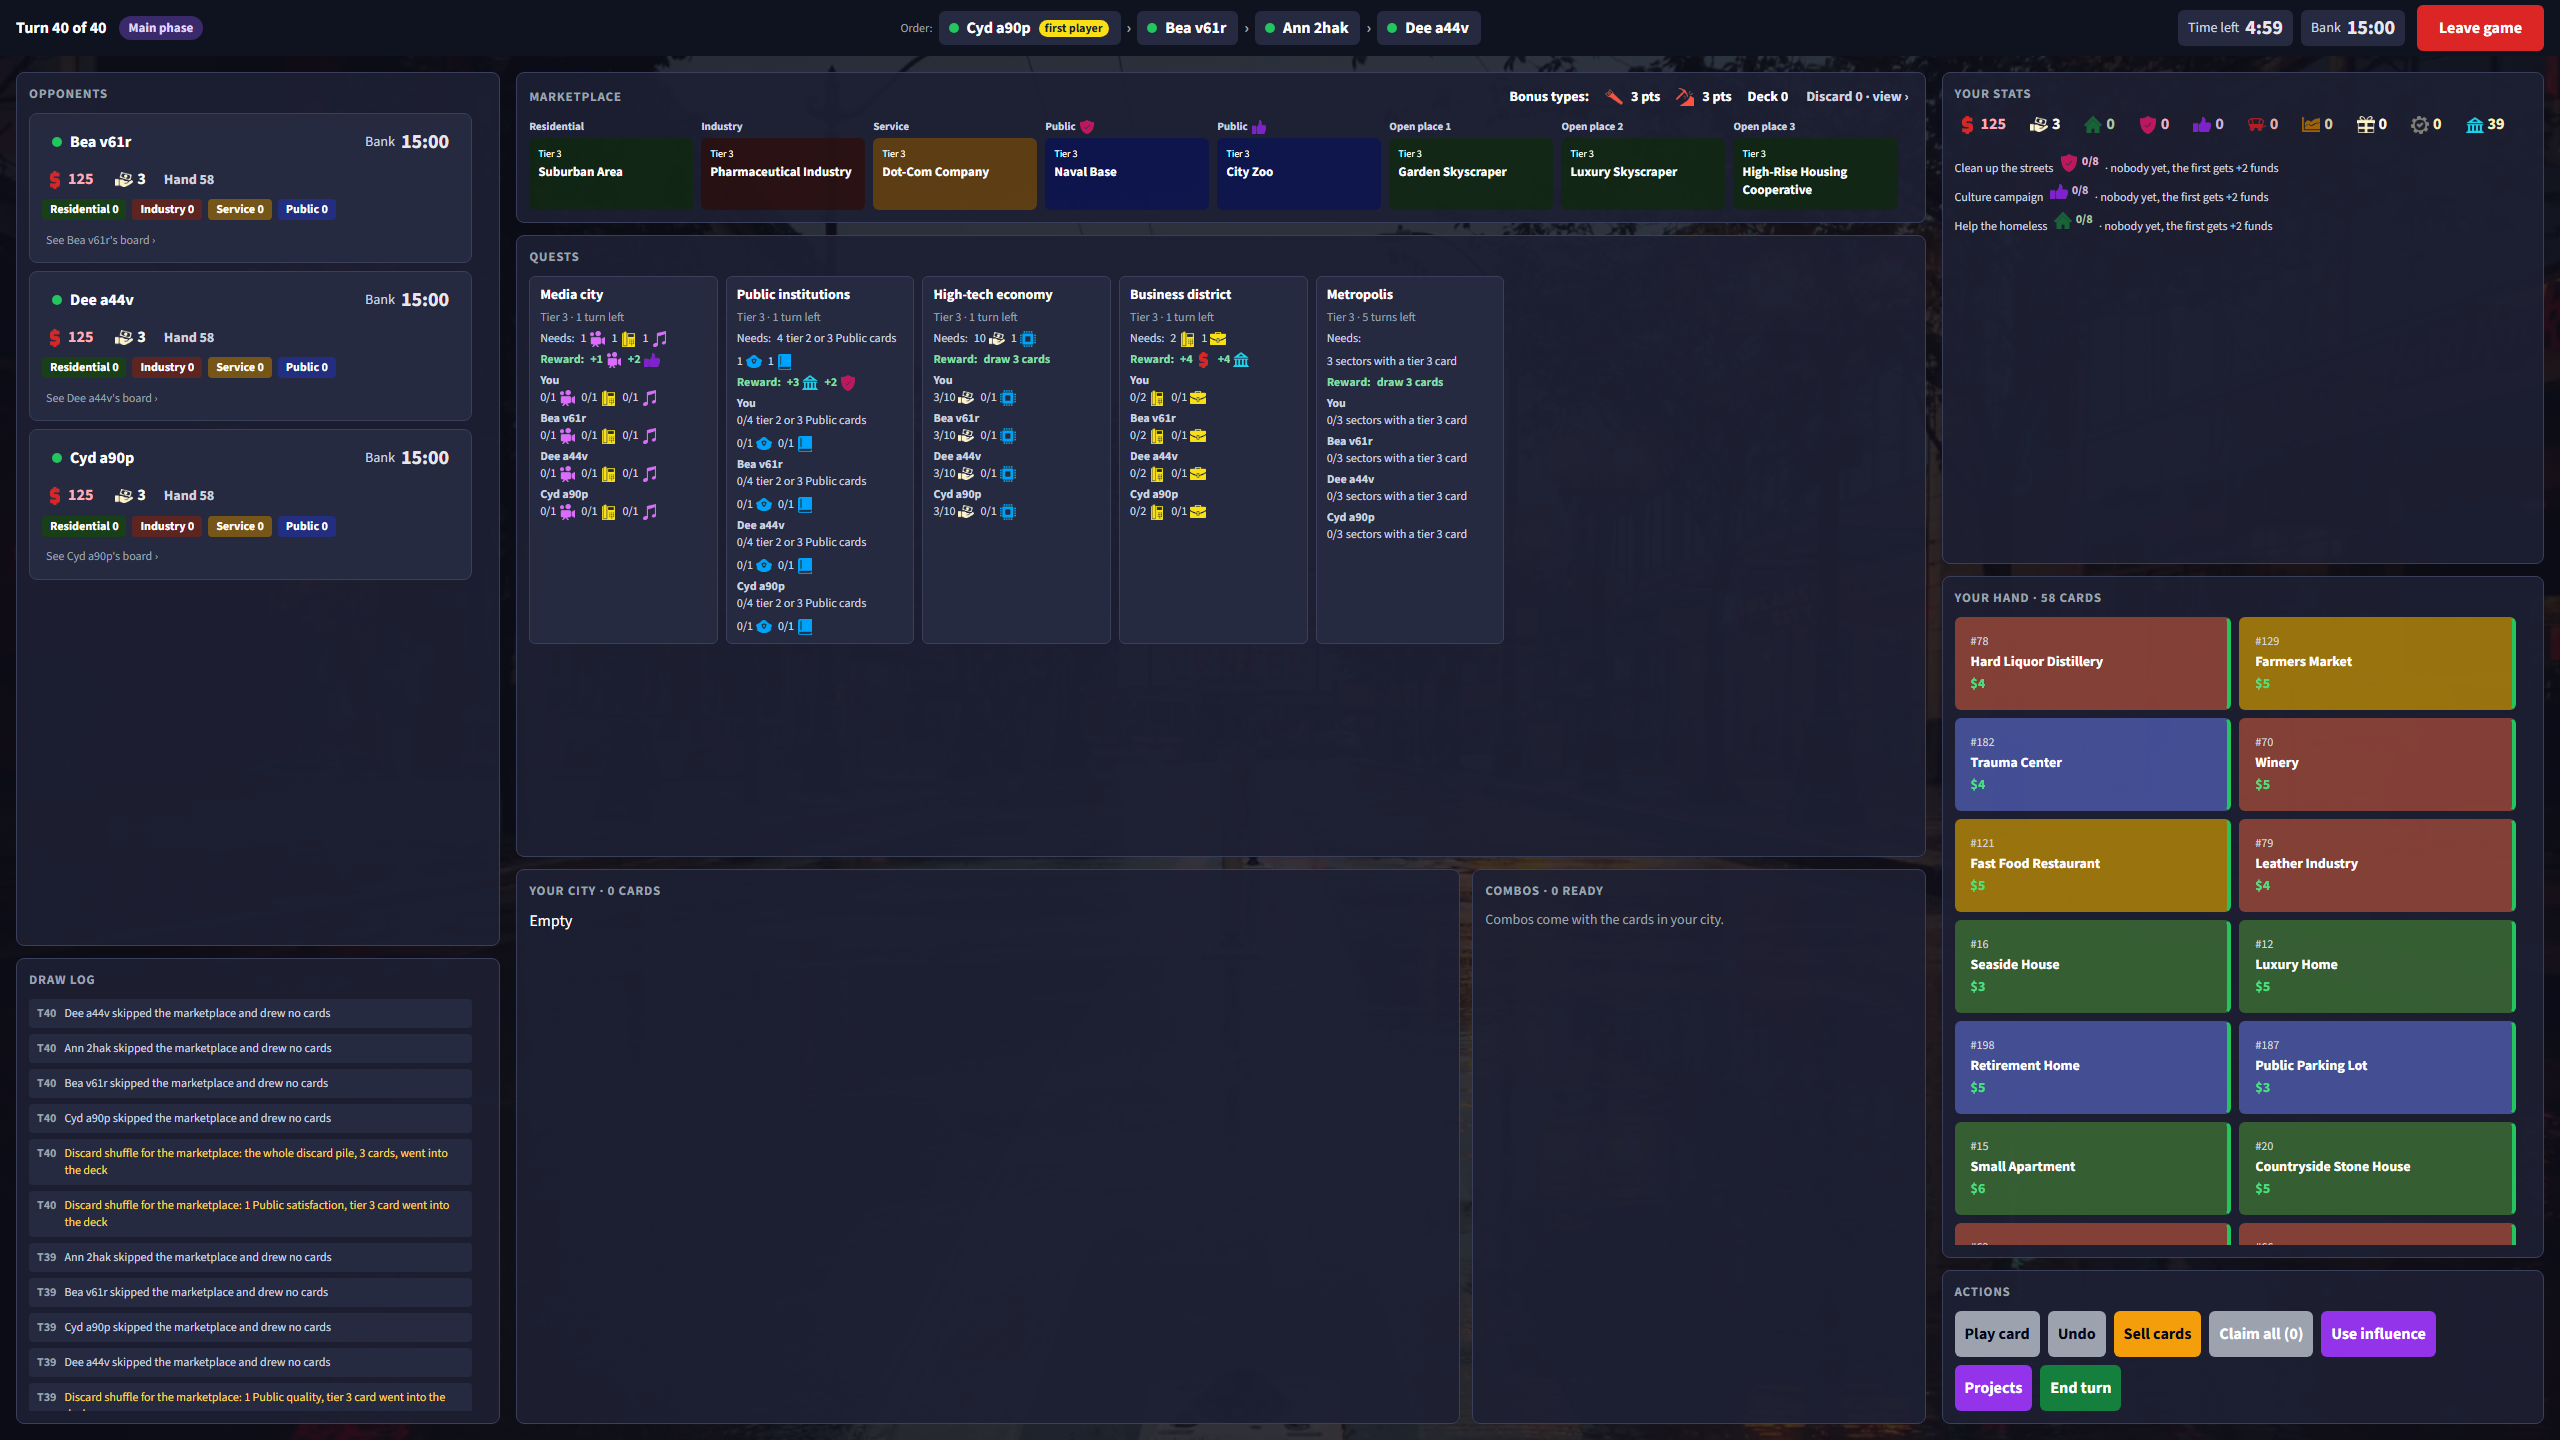 Turn 40 of 40 Main phase
Order: Cyd a90p first player › Bea v61r › Ann 2hak › Dee a44v
Time left 4:59 Bank 15:00 Leave game
OPPONENTS
Bea v61r Bank 15:00
125 3 Hand 58
Residential 0 Industry 0 Service 0 Public 0
See Bea v61r's board ›
Dee a44v Bank 15:00
125 3 Hand 58
Residential 0 Industry 0 Service 0 Public 0
See Dee a44v's board ›
Cyd a90p Bank 15:00
125 3 Hand 58
Residential 0 Industry 0 Service 0 Public 0
See Cyd a90p's board ›
DRAW LOG
T40 Dee a44v skipped the marketplace and drew no cards
T40 Ann 2hak skipped the marketplace and drew no cards
T40 Bea v61r skipped the marketplace and drew no cards
T40 Cyd a90p skipped the marketplace and drew no cards
T40 Discard shuffle for the marketplace: the whole discard pile, 3 cards, went into
the deck
T40 Discard shuffle for the marketplace: 1 Public satisfaction, tier 3 card went into
the deck
T39 Ann 2hak skipped the marketplace and drew no cards
T39 Bea v61r skipped the marketplace and drew no cards
T39 Cyd a90p skipped the marketplace and drew no cards
T39 Dee a44v skipped the marketplace and drew no cards
T39 Discard shuffle for the marketplace: 1 Public quality, tier 3 card went into the
MARKETPLACE
Bonus types: 3 pts 3 pts Deck 0 Discard 0 · view ›
Residential Industry Service Public Public Open place 1 Open place 2 Open place 3
Tier 3 Tier 3 Tier 3 Tier 3 Tier 3 Tier 3 Tier 3 Tier 3
Suburban Area Pharmaceutical Industry Dot-Com Company Naval Base City Zoo Garden Skyscraper Luxury Skyscraper High-Rise Housing
Cooperative
QUESTS
Media city
Tier 3 · 1 turn left
Needs: 1 1 1
Reward: +1 +2
You
0/1 0/1 0/1
Bea v61r
0/1 0/1 0/1
Dee a44v
0/1 0/1 0/1
Cyd a90p
0/1 0/1 0/1
Public institutions
Tier 3 · 1 turn left
Needs: 4 tier 2 or 3 Public cards
1 1
Reward: +3 +2
You
0/4 tier 2 or 3 Public cards
0/1 0/1
Bea v61r
0/4 tier 2 or 3 Public cards
0/1 0/1
Dee a44v
0/4 tier 2 or 3 Public cards
0/1 0/1
Cyd a90p
0/4 tier 2 or 3 Public cards
0/1 0/1
High-tech economy
Tier 3 · 1 turn left
Needs: 10 1
Reward: draw 3 cards
You
3/10 0/1
Bea v61r
3/10 0/1
Dee a44v
3/10 0/1
Cyd a90p
3/10 0/1
Business district
Tier 3 · 1 turn left
Needs: 2 1
Reward: +4 +4
You
0/2 0/1
Bea v61r
0/2 0/1
Dee a44v
0/2 0/1
Cyd a90p
0/2 0/1
Metropolis
Tier 3 · 5 turns left
Needs:
3 sectors with a tier 3 card
Reward: draw 3 cards
You
0/3 sectors with a tier 3 card
Bea v61r
0/3 sectors with a tier 3 card
Dee a44v
0/3 sectors with a tier 3 card
Cyd a90p
0/3 sectors with a tier 3 card
YOUR CITY · 0 CARDS
Empty
COMBOS · 0 READY
Combos come with the cards in your city.
YOUR STATS
125 3 0 0 0 0 0 0 0 39
Clean up the streets 0/8 · nobody yet, the first gets +2 funds
Culture campaign 0/8 · nobody yet, the first gets +2 funds
Help the homeless 0/8 · nobody yet, the first gets +2 funds
YOUR HAND · 58 CARDS
#78 #129
Hard Liquor Distillery Farmers Market
$4 $5
#182 #70
Trauma Center Winery
$4 $5
#121 #79
Fast Food Restaurant Leather Industry
$5 $4
#16 #12
Seaside House Luxury Home
$3 $5
#198 #187
Retirement Home Public Parking Lot
$5 $3
#15 #20
Small Apartment Countryside Stone House
$6 $5
ACTIONS
Play card Undo Sell cards Claim all (0) Use influence
Projects End turn